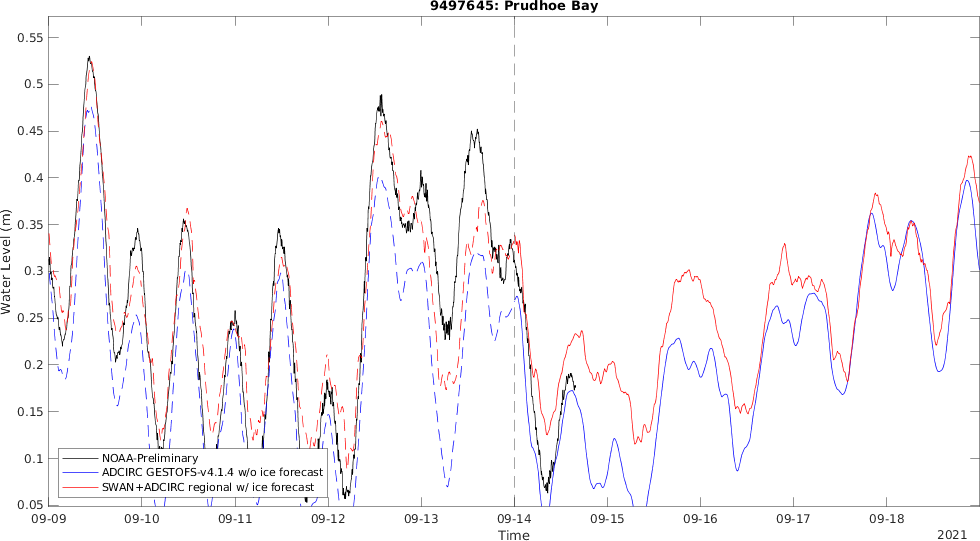 9497645: Prudhoe Bay
Water Level (m)
0.55
0.5
0.45
0.4
0.35
0.3
0.25
0.2
0.15
0.1
0.05
NOAA-Preliminary
ADCIRC GESTOFS-v4.1.4 w/o ice forecast
SWAN+ADCIRC regional w/ ice forecast
09-09 09-10 09-11 09-12 09-13 09-14 09-15 09-16 09-17 09-18
Time
2021